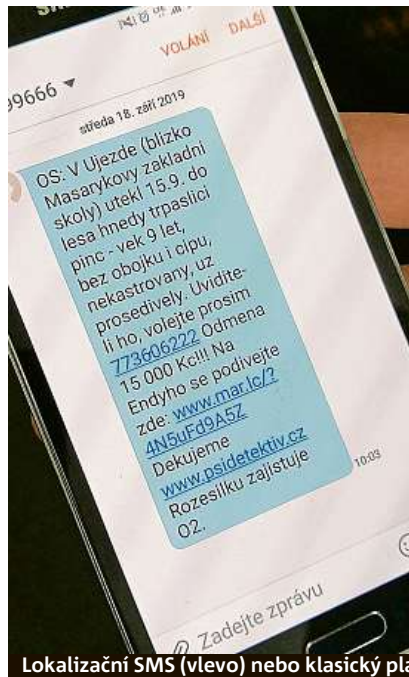 99666
VOLÁNÍ DALŠÍ
středa 18. září 2019
OS: V Ujezde (blizko
Masarykovy zakladni
skoly) utekl 15.9. do
lesa hnedy trpaslici
pinc - vek 9 let,
bez obojku i cipu,
nekastrovany, uz
prosedively. Uvidite-
li ho, volejte prosim
773606222 Odmena
15 000 Kc!!! Na
Endyho se podivejte
zde: www.mar.lc/?
4N5uFd9A5Z
Dekujeme
www.psidetektiv.cz
Rozesilku zajistuje
O2.
10:03
Zadejte zprávu
Lokalizační SMS (vlevo) nebo klasický pla